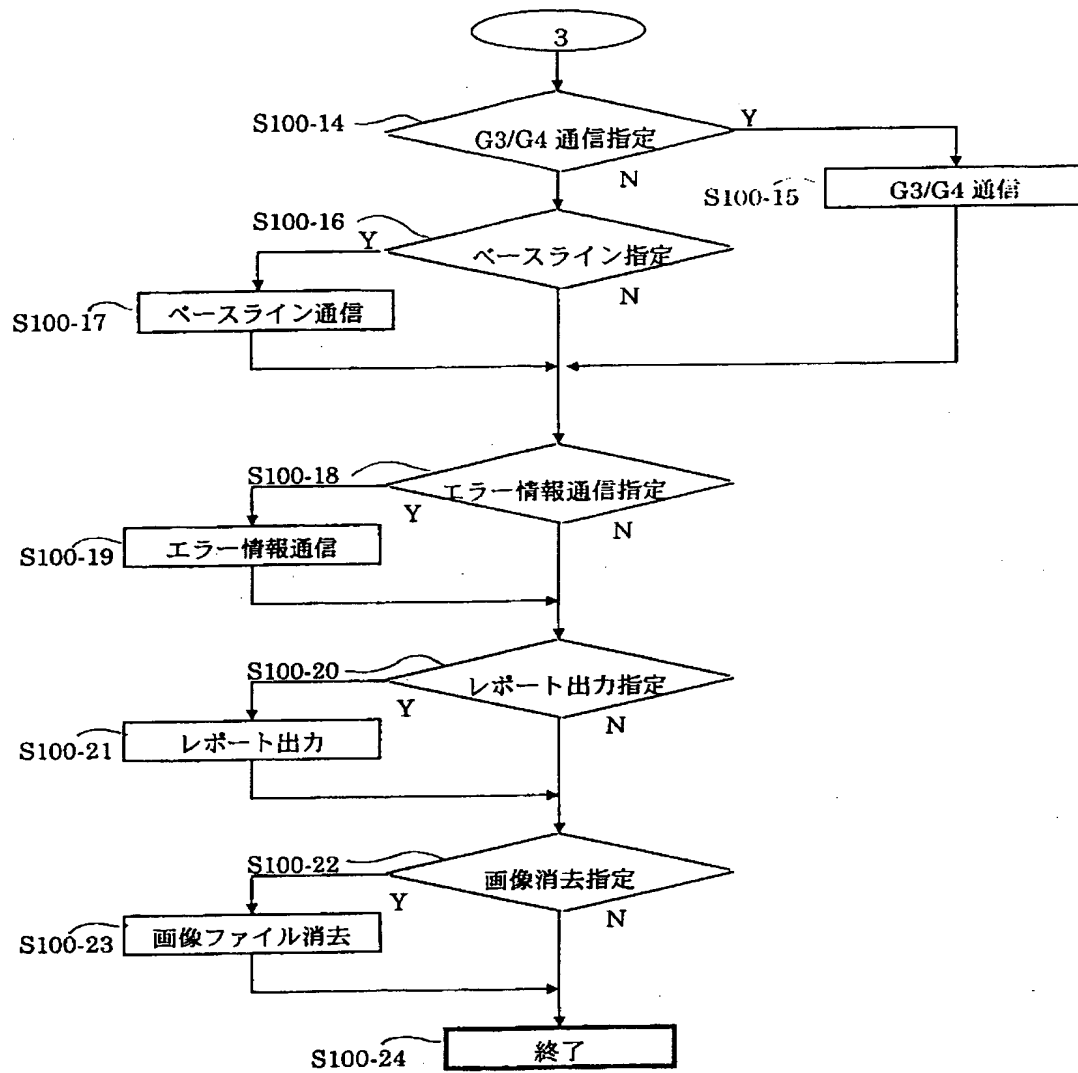 3
S100-14
G3/G4 通信指定
Y
N
S100-15
G3/G4 通信
S100-16
Y
ベースライン指定
N
S100-17
ベースライン通信
S100-18
エラー情報通信指定
Y
N
S100-19
エラー情報通信
S100-20
レポート出力指定
Y
N
S100-21
レポート出力
S100-22
画像消去指定
Y
N
S100-23
画像ファイル消去
S100-24
終了